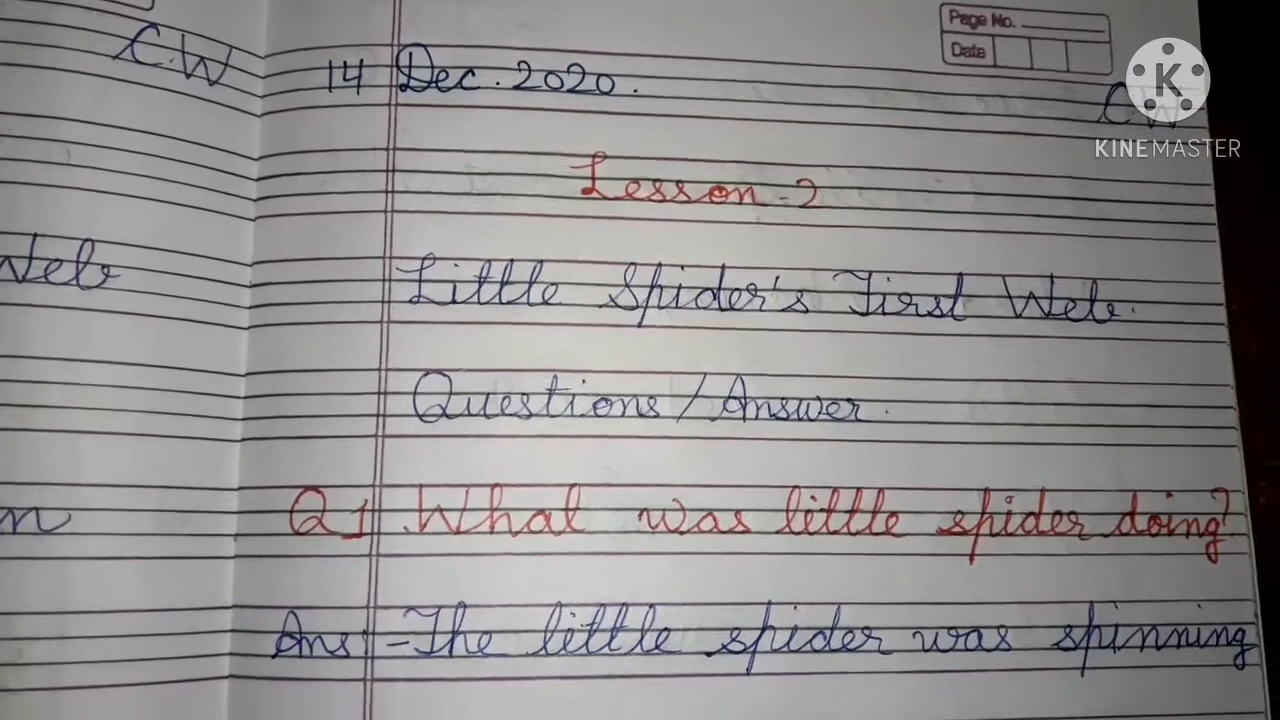 C.W
14 Dec. 2020.
Page No.
Date
C.W
K
KINEMASTER
Lesson-2
Web
Little Spider's First Web.
Questions/Answer.
Q1. What was little spider doing?
Ans - The little spider was spinning